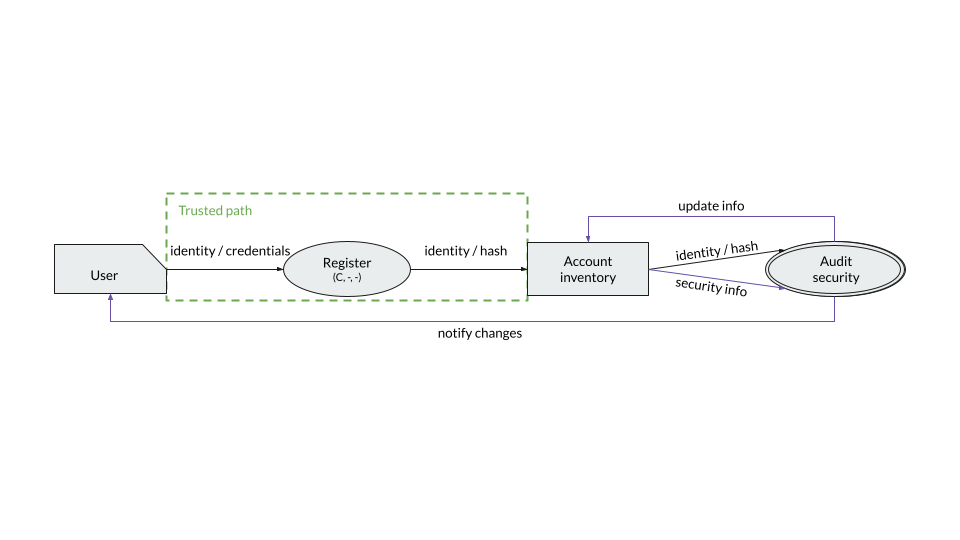 update info
Trusted path
identity / credentials
identity / hash
identity / hash
User
Register
(C, -, -)
Account
inventory
Audit
security
security info
notify changes